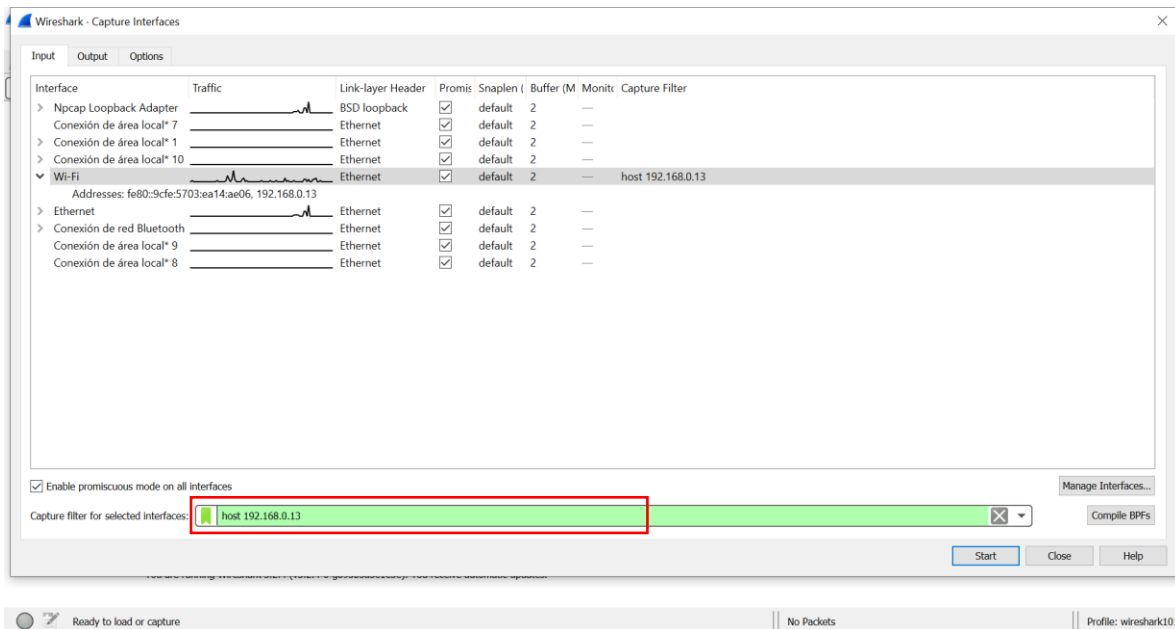 Wireshark · Capture Interfaces
Input Output Options
Interface Traffic Link-layer Header Promis Snaplen ( Buffer (M Monitc Capture Filter
Npcap Loopback Adapter BSD loopback default 2 —
Conexión de área local* 7 Ethernet default 2 —
Conexión de área local* 1 Ethernet default 2 —
Conexión de área local* 10 Ethernet default 2 —
Wi-Fi Ethernet default 2 — host 192.168.0.13
Addresses: fe80::9cfe:5703:ea14:ae06, 192.168.0.13
Ethernet Ethernet default 2 —
Conexión de red Bluetooth Ethernet default 2 —
Conexión de área local* 9 Ethernet default 2 —
Conexión de área local* 8 Ethernet default 2 —
Enable promiscuous mode on all interfaces Manage Interfaces...
Capture filter for selected interfaces: host 192.168.0.13 Compile BPFs
Start Close Help
Ready to load or capture No Packets Profile: wireshark10